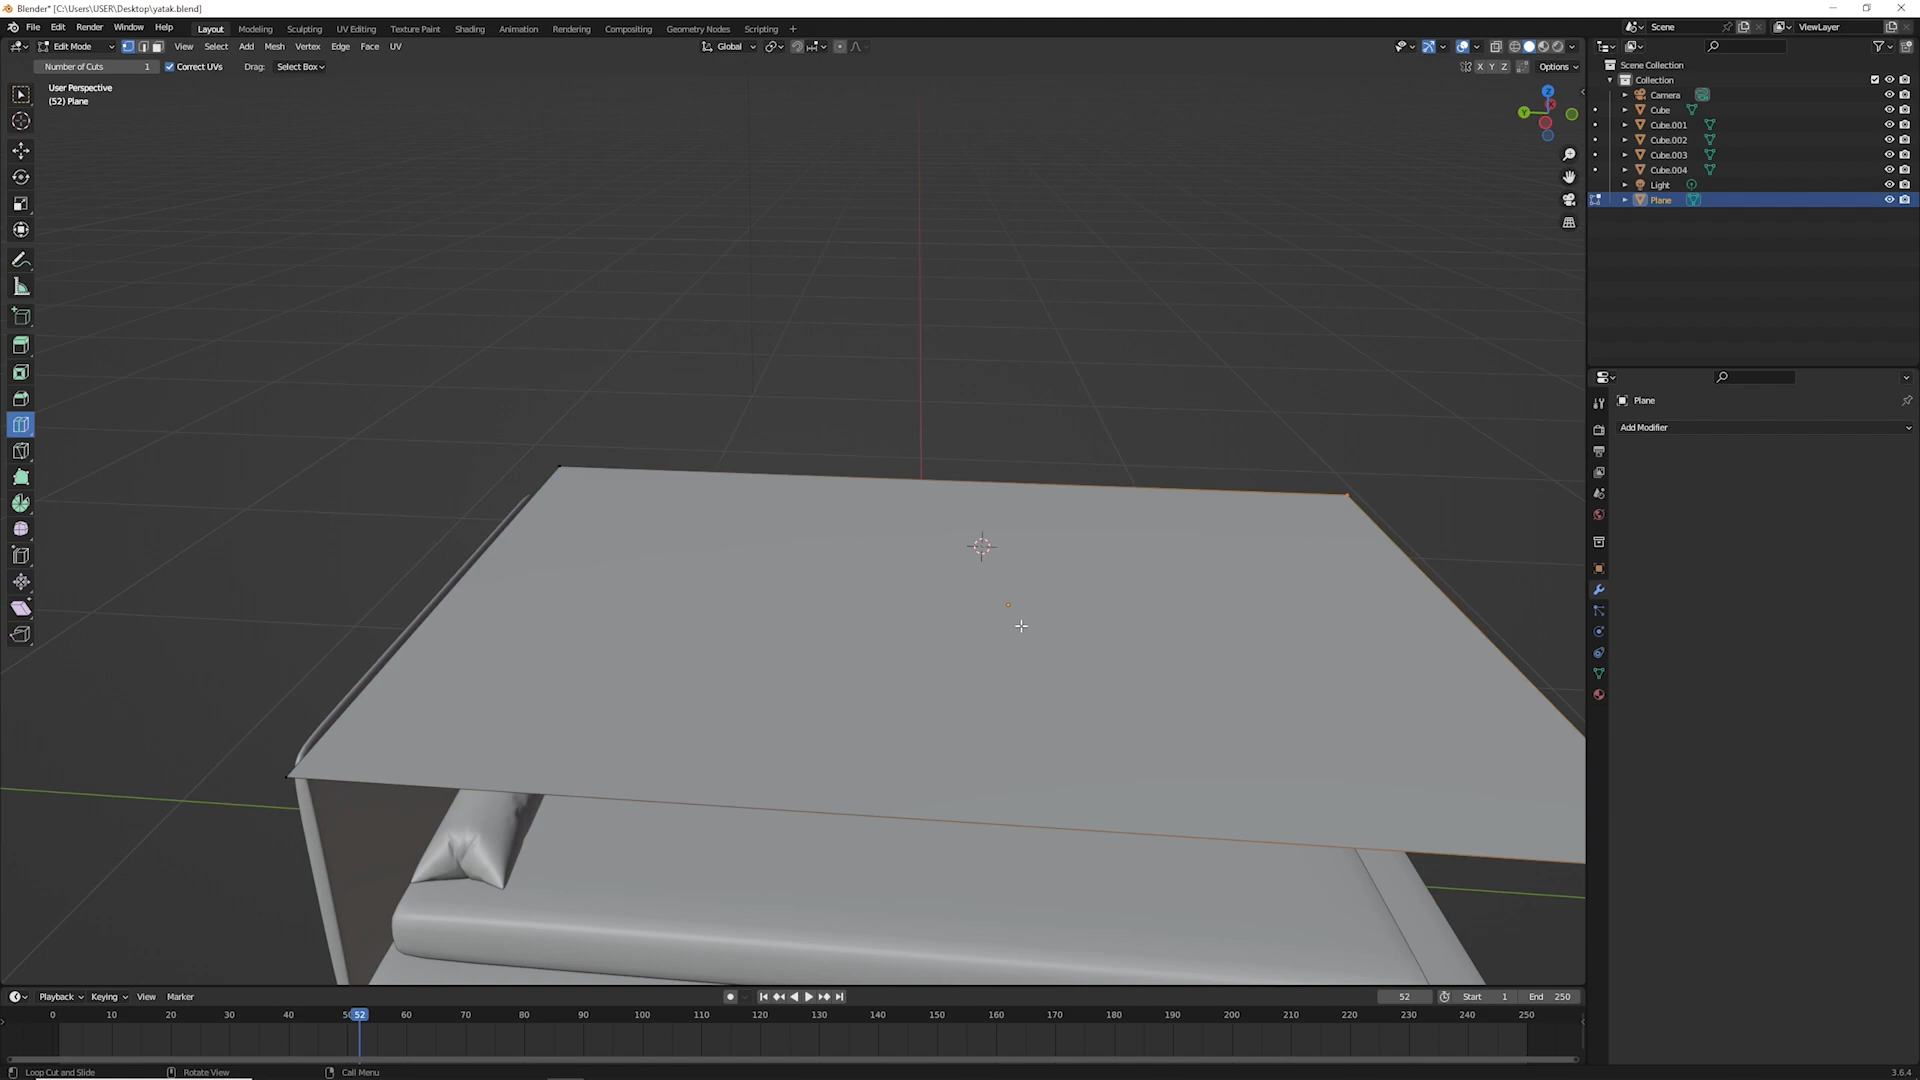 Blender* [C:\Users\USER\Desktop\yatak.blend]
File Edit Render Window Help Layout Modeling Sculpting UV Editing Texture Paint Shading Animation Rendering Compositing Geometry Nodes Scripting + Scene ViewLayer
Edit Mode View Select Add Mesh Vertex Edge Face UV Global
Number of Cuts 1 Correct UVs Drag: Select Box X Y Z Options
User Perspective
(52) Plane
Z
Y
Scene Collection
Collection
Camera
Cube
Cube.001
Cube.002
Cube.003
Cube.004
Light
Plane
Plane
Add Modifier
Playback Keying View Marker 52 Start 1 End 250
0 10 20 30 40 50 52 60 70 80 90 100 110 120 130 140 150 160 170 180 190 200 210 220 230 240 250
Loop Cut and Slide Rotate View Call Menu 3.6.4